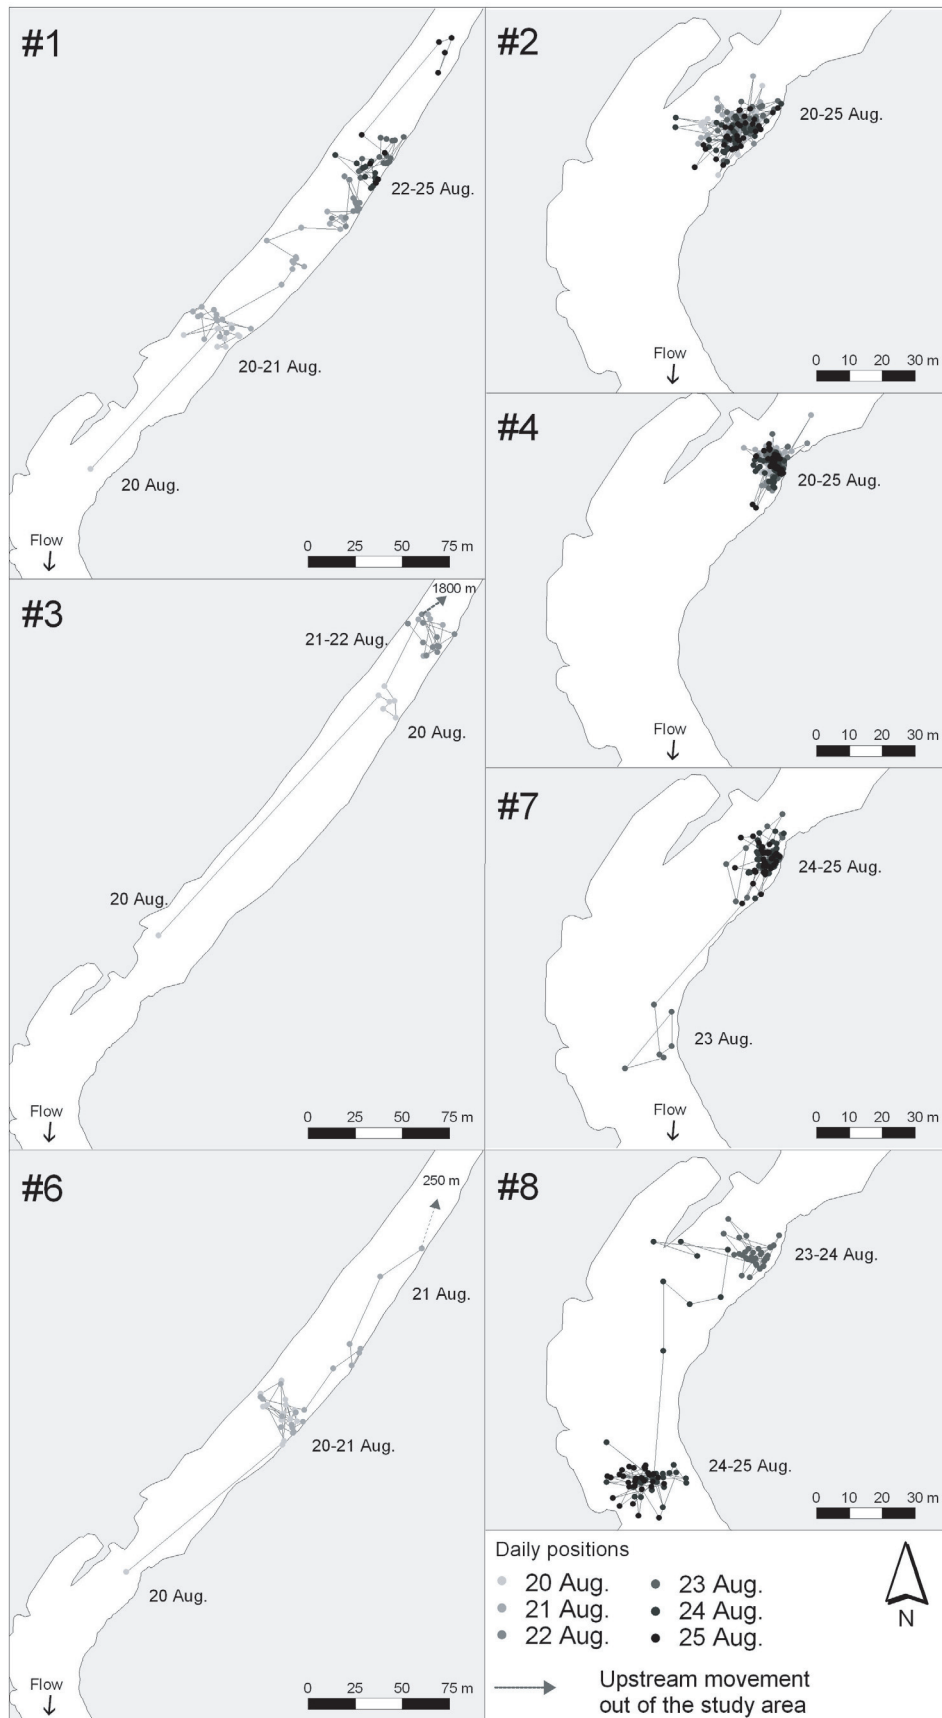 #1
22-25 Aug.
20-21 Aug.
20 Aug.
Flow
0 25 50 75 m
#2
20-25 Aug.
Flow
0 10 20 30 m
#3
1800 m
21-22 Aug.
20 Aug.
20 Aug.
Flow
0 25 50 75 m
#4
20-25 Aug.
Flow
0 10 20 30 m
#7
24-25 Aug.
23 Aug.
Flow
0 10 20 30 m
#6
250 m
21 Aug.
20-21 Aug.
20 Aug.
Flow
0 25 50 75 m
#8
23-24 Aug.
24-25 Aug.
0 10 20 30 m
Daily positions
20 Aug. 23 Aug.
21 Aug. 24 Aug.
22 Aug. 25 Aug.
N
Upstream movement
out of the study area